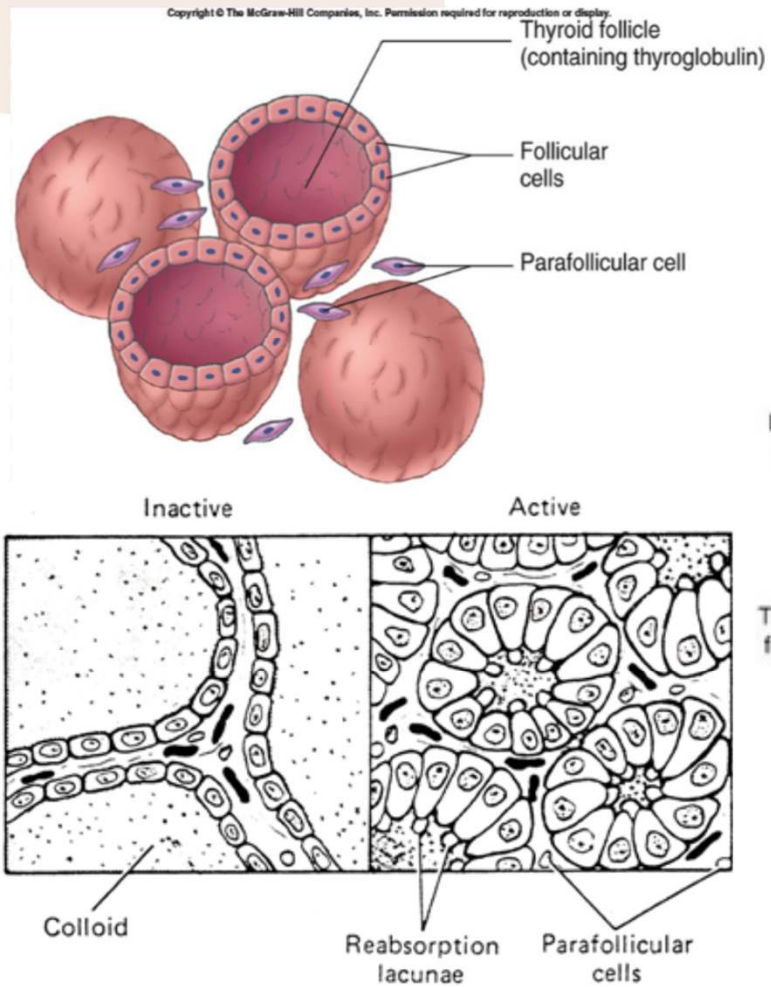 Copyright © The McGraw-Hill Companies, Inc. Permission required for reproduction or display.
Thyroid follicle
(containing thyroglobulin)
Follicular
cells
Parafollicular cell
Inactive
Active
Colloid
Reabsorption
lacunae
Parafollicular
cells